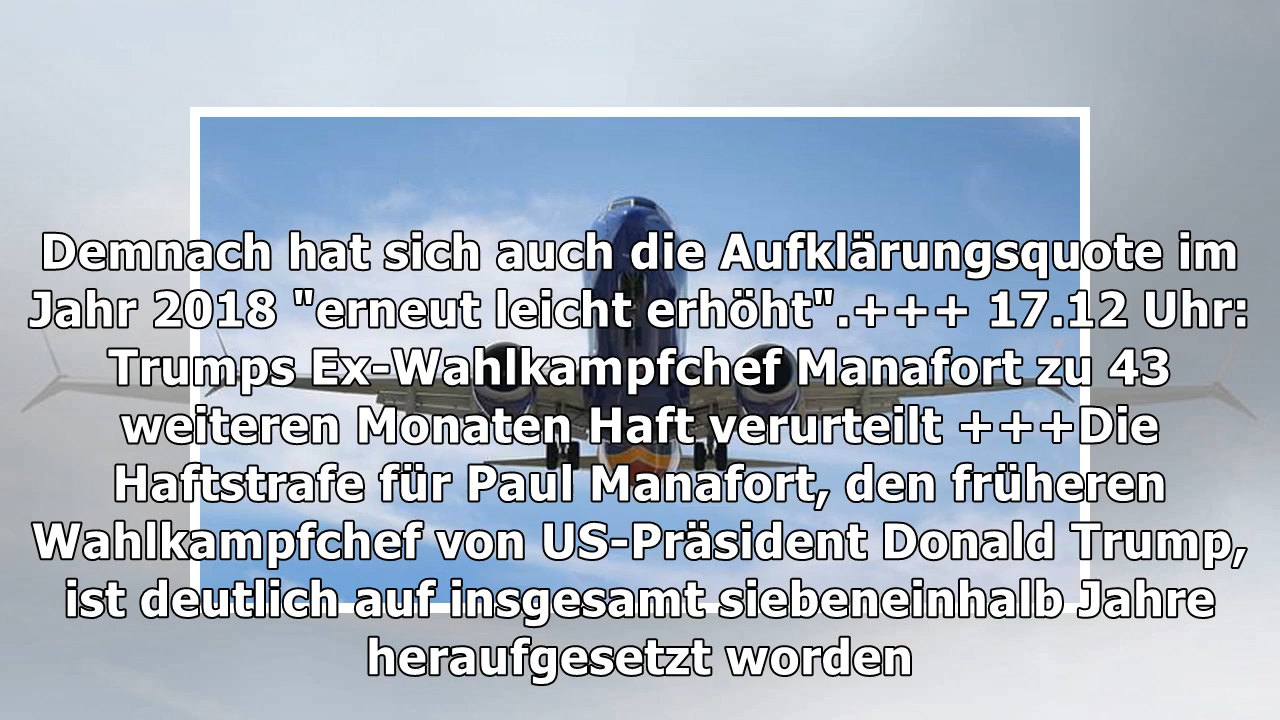 Demnach hat sich auch die Aufklärungsquote im
Jahr 2018 "erneut leicht erhöht".+++ 17.12 Uhr:
Trumps Ex-Wahlkampfchef Manafort zu 43
weiteren Monaten Haft verurteilt +++Die
Haftstrafe für Paul Manafort, den früheren
Wahlkampfchef von US-Präsident Donald Trump,
ist deutlich auf insgesamt siebeneinhalb Jahre
heraufgesetzt worden